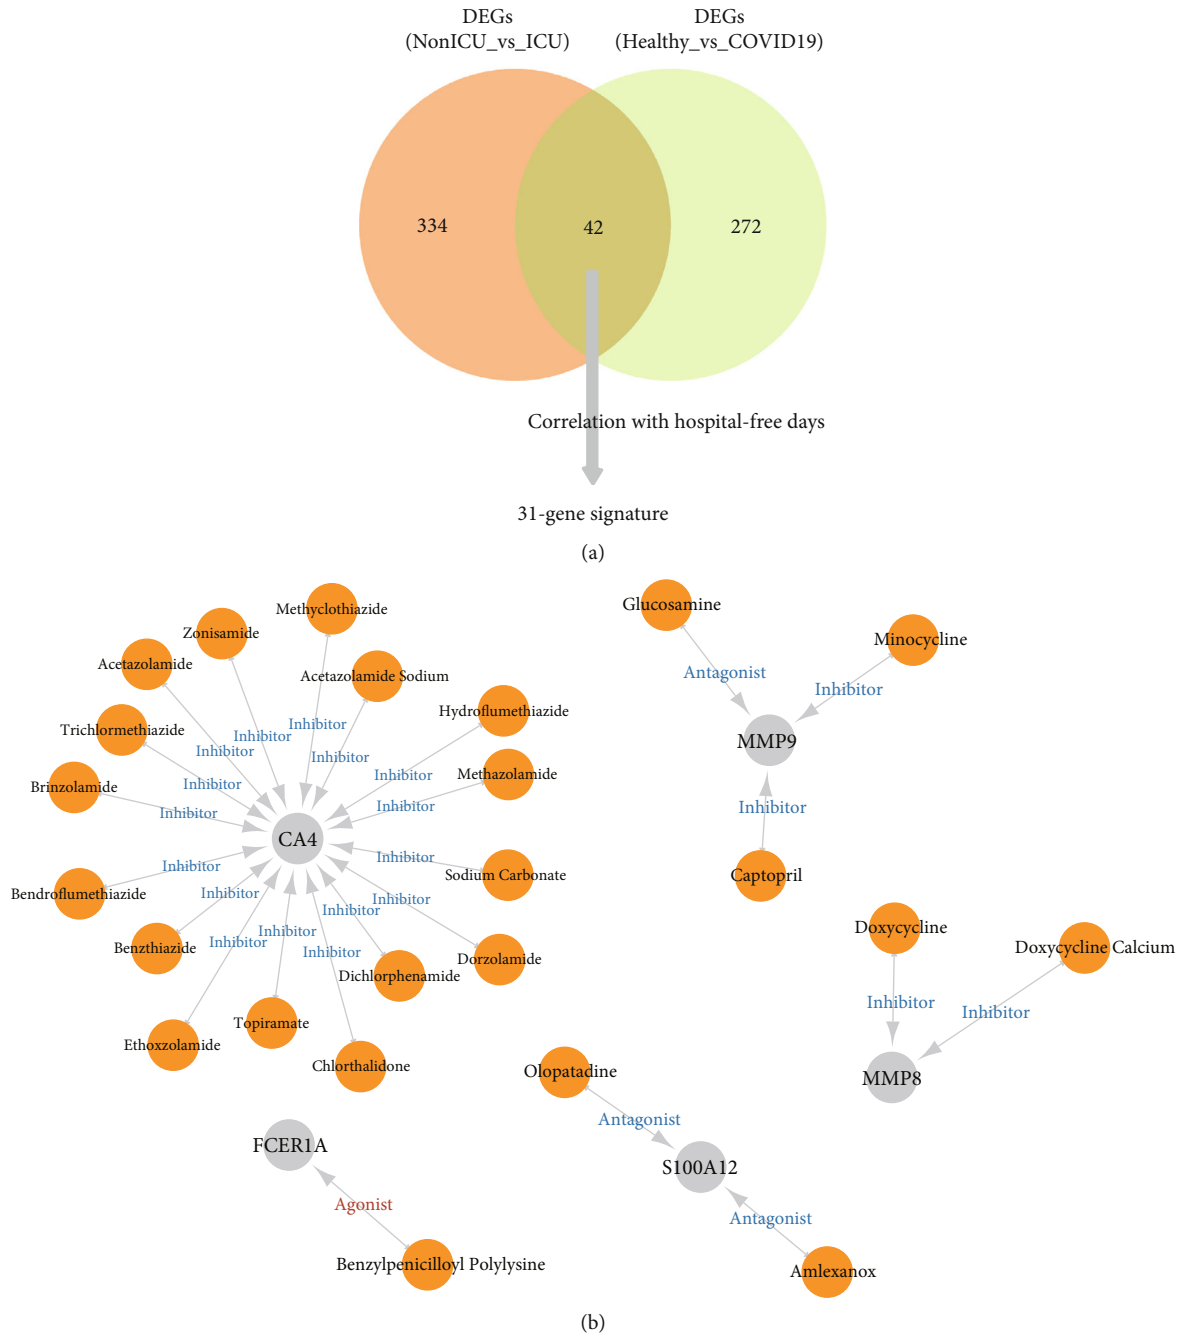 DEGs
(NonICU_vs_ICU)
DEGs
(Healthy_vs_COVID19)
334
42
272
Correlation with hospital-free days
31-gene signature
(a)
Methyclothiazide
Zonisamide
Acetazolamide
Acetazolamide Sodium
Trichlormethiazide
Hydroflumethiazide
Brinzolamide
Methazolamide
Inhibitor
Inhibitor
Inhibitor
Inhibitor
Inhibitor
Inhibitor
Inhibitor
Inhibitor
CA4
Inhibitor
Inhibitor
Inhibitor
Inhibitor
Inhibitor
Inhibitor
Inhibitor
Inhibitor
Sodium Carbonate
Bendroflumethiazide
Benzthiazide
Dorzolamide
Dichlorphenamide
Ethoxzolamide
Topiramate
Chlorthalidone
Glucosamine
Minocycline
Antagonist
Inhibitor
MMP9
Inhibitor
Captopril
Doxycycline
Doxycycline Calcium
Inhibitor
Inhibitor
MMP8
Olopatadine
Antagonist
S100A12
Antagonist
Amlexanox
FCER1A
Agonist
Benzylpenicilloyl Polylysine
(b)